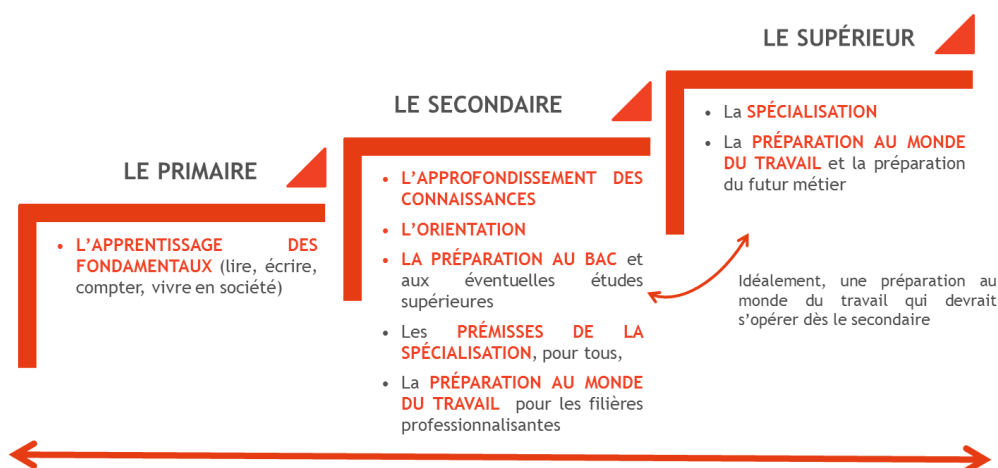 LE PRIMAIRE
• L'APPRENTISSAGE DES
FONDAMENTAUX (lire, écrire,
compter, vivre en société)
LE SECONDAIRE
• L'APPROFONDISSEMENT DES
CONNAISSANCES
• L'ORIENTATION
• LA PRÉPARATION AU BAC et
aux éventuelles études
supérieures
• Les PRÉMISSES DE LA
SPÉCIALISATION, pour tous,
• La PRÉPARATION AU MONDE
DU TRAVAIL pour les filières
professionnalisantes
LE SUPÉRIEUR
• La SPÉCIALISATION
• La PRÉPARATION AU MONDE
DU TRAVAIL et la préparation
du futur métier
Idéalement, une préparation au
monde du travail qui devrait
s'opérer dès le secondaire